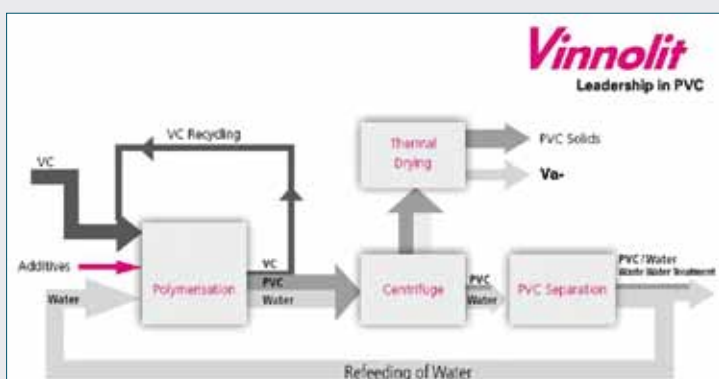 Vinnolit
Leadership in PVC
VC Recycling
VC
Thermal
Drying
PVC Solids
Va-
Additives
Water
Polymerisation
VC
PVC
Water
Centrifuge
PVC
Water
PVC Separation
PVC/Water
Waste Water Treatment
Refeeding of Water